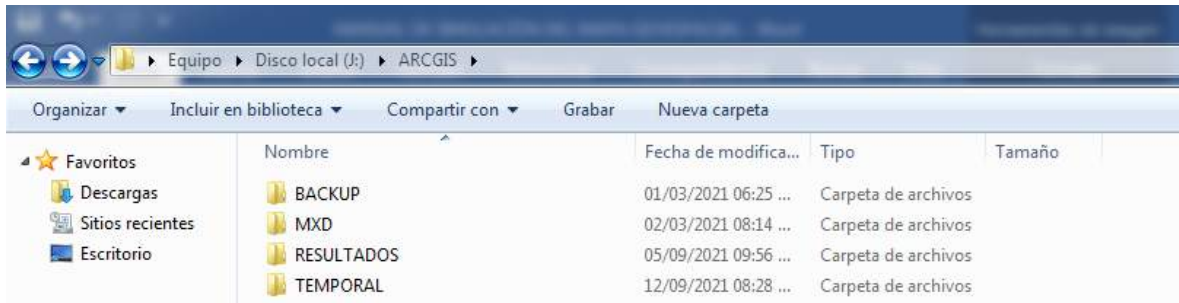 Equipo Disco local (J:) ARCGIS
Organizar Incluir en biblioteca Compartir con Grabar Nueva carpeta
Favoritos
Descargas
Sitios recientes
Escritorio
Nombre Fecha de modifica... Tipo Tamaño
BACKUP 01/03/2021 06:25 ... Carpeta de archivos
MXD 02/03/2021 08:14 ... Carpeta de archivos
RESULTADOS 05/09/2021 09:56 ... Carpeta de archivos
TEMPORAL 12/09/2021 08:28 ... Carpeta de archivos